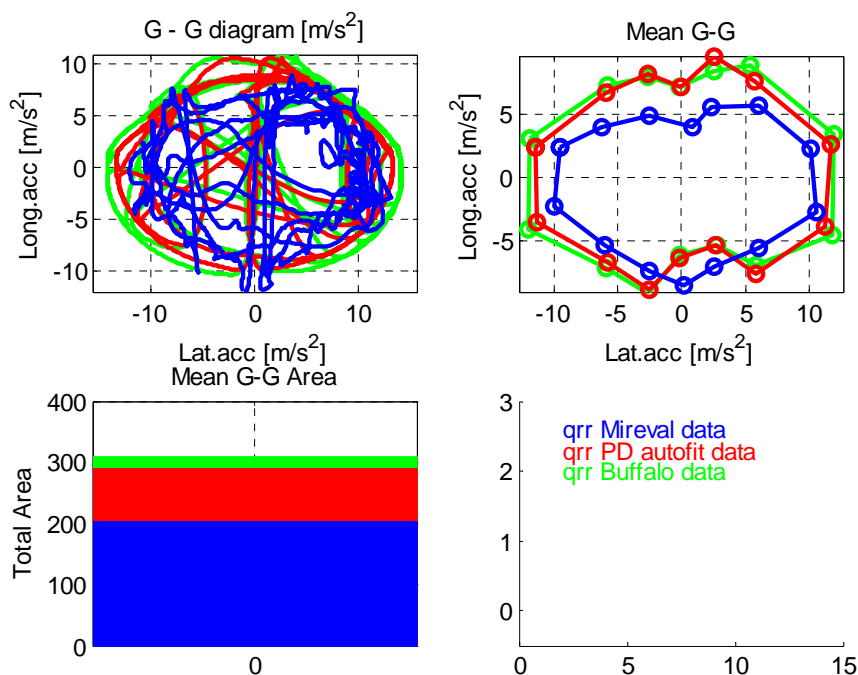 G - G diagram [m/s²]
Long.acc [m/s²]
10
5
0
-5
-10
-10
0
10
Lat.acc [m/s²]
Mean G-G
Long.acc [m/s²]
5
0
-5
-10
-5
0
5
10
Lat.acc [m/s²]
Mean G-G Area
Total Area
400
300
200
100
0
0
3
2
1
0
0
5
10
15
qrr Mireval data
qrr PD autofit data
qrr Buffalo data